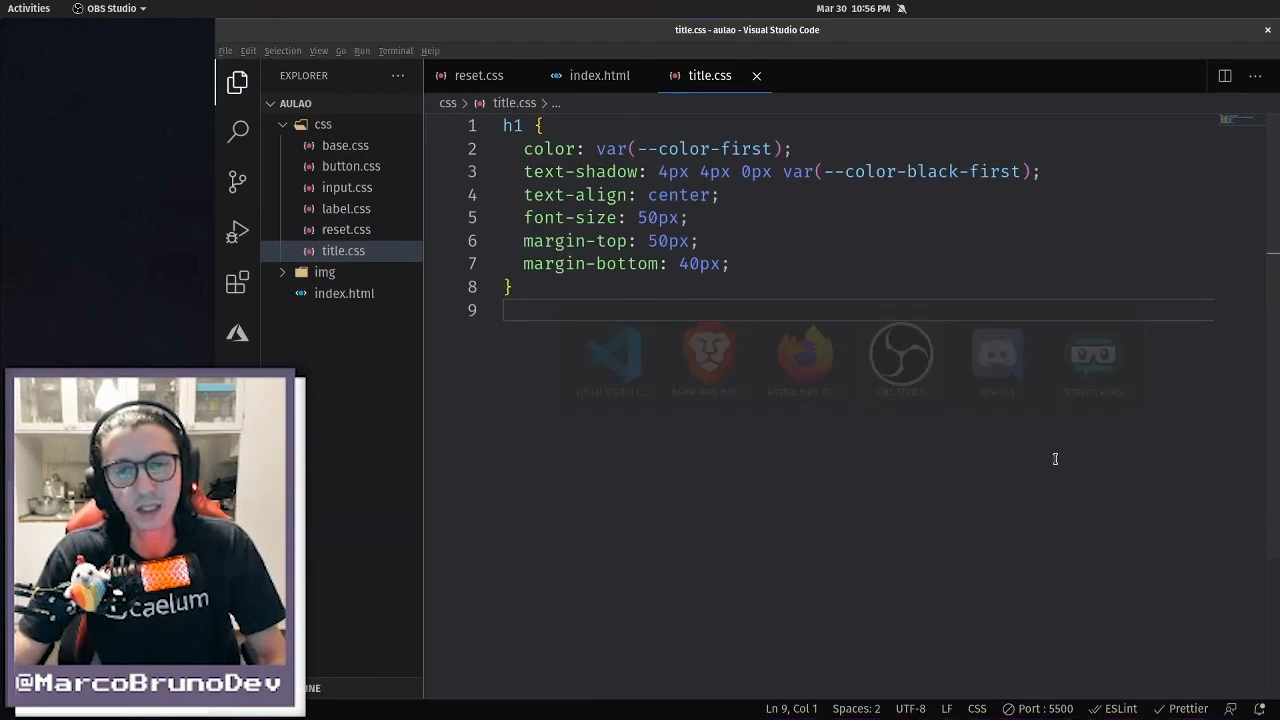 Activities
OBS Studio
Mar 30 10:56 PM
title.css - aulao - Visual Studio Code
File Edit Selection View Go Run Terminal Help
EXPLORER
reset.css
index.html
title.css
AULAO
css > title.css > ...
css
base.css
button.css
input.css
label.css
reset.css
title.css
img
index.html
1 h1 {
2 color: var(--color-first);
3 text-shadow: 4px 4px 0px var(--color-black-first);
4 text-align: center;
5 font-size: 50px;
6 margin-top: 50px;
7 margin-bottom: 40px;
8 }
9
OBS Studio
Discord
caelum
@MarcoBrunoDev
INE
Ln 9, Col 1 Spaces: 2 UTF-8 LF CSS Port : 5500 ESLint Prettier